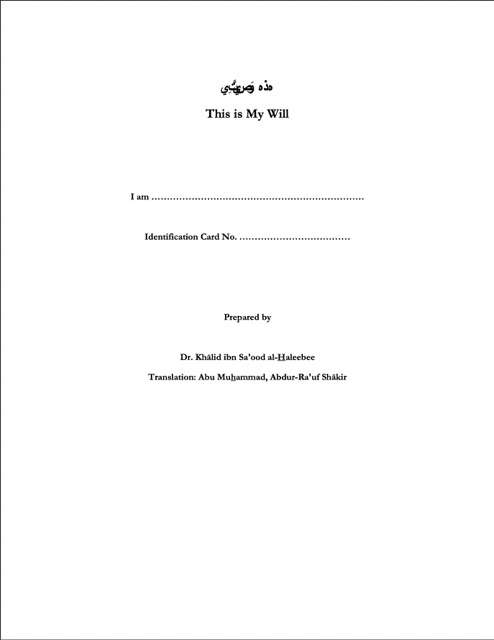 هذه وَصِيَّتِي
This is My Will
I am ……………………………………………………………
Identification Card No. ………………………………
Prepared by
Dr. Khâlid ibn Sa'ood al-Haleebee
Translation: Abu Muhammad, Abdur-Ra'uf Shâkir